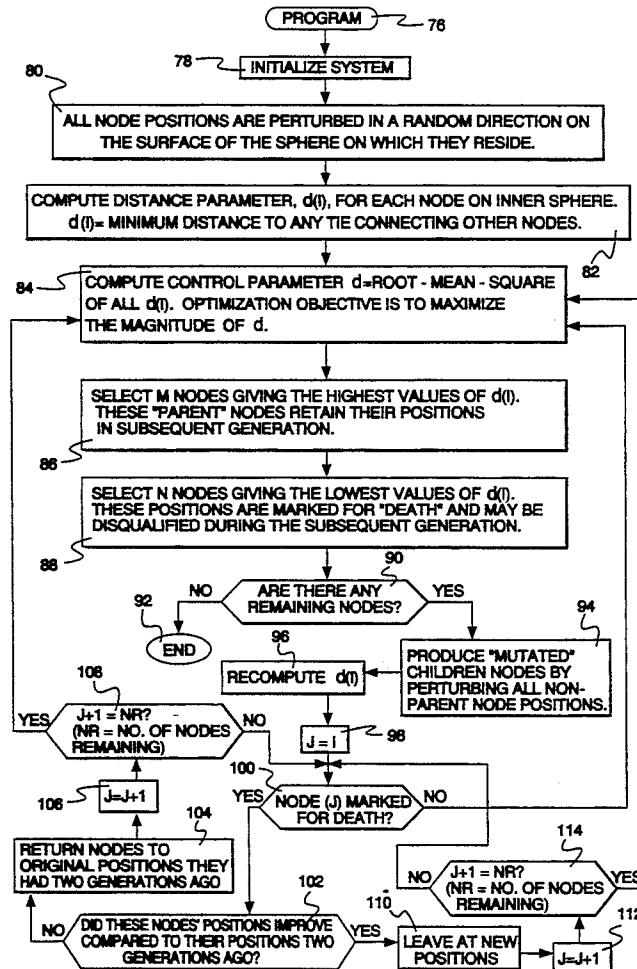 PROGRAM
76
78
INITIALIZE SYSTEM
80
ALL NODE POSITIONS ARE PERTURBED IN A RANDOM DIRECTION ON
THE SURFACE OF THE SPHERE ON WHICH THEY RESIDE.
COMPUTE DISTANCE PARAMETER, d(I), FOR EACH NODE ON INNER SPHERE.
d(I)= MINIMUM DISTANCE TO ANY TIE CONNECTING OTHER NODES.
82
84
COMPUTE CONTROL PARAMETER d=ROOT - MEAN - SQUARE
OF ALL d(I). OPTIMIZATION OBJECTIVE IS TO MAXIMIZE
THE MAGNITUDE OF d.
SELECT M NODES GIVING THE HIGHEST VALUES OF d(I).
THESE "PARENT" NODES RETAIN THEIR POSITIONS
IN SUBSEQUENT GENERATION.
86
SELECT N NODES GIVING THE LOWEST VALUES OF d(I).
THESE POSITIONS ARE MARKED FOR "DEATH" AND MAY BE
DISQUALIFIED DURING THE SUBSEQUENT GENERATION.
88
90
NO
ARE THERE ANY
REMAINING NODES?
YES
92
END
94
PRODUCE "MUTATED"
CHILDREN NODES BY
PERTURBING ALL NON-
PARENT NODE POSITIONS.
96
RECOMPUTE d(I)
98
J = I
108
YES
J+1 = NR?
(NR = NO. OF NODES
REMAINING)
NO
100
YES
NODE (J) MARKED
FOR DEATH?
NO
106
J=J+1
104
RETURN NODES TO
ORIGINAL POSITIONS THEY
HAD TWO GENERATIONS AGO
114
NO
J+1 = NR?
(NR = NO. OF NODES
REMAINING)
YES
102
NO
DID THESE NODES' POSITIONS IMPROVE
COMPARED TO THEIR POSITIONS TWO
GENERATIONS AGO?
YES
110
LEAVE AT NEW
POSITIONS
J=J+1
112